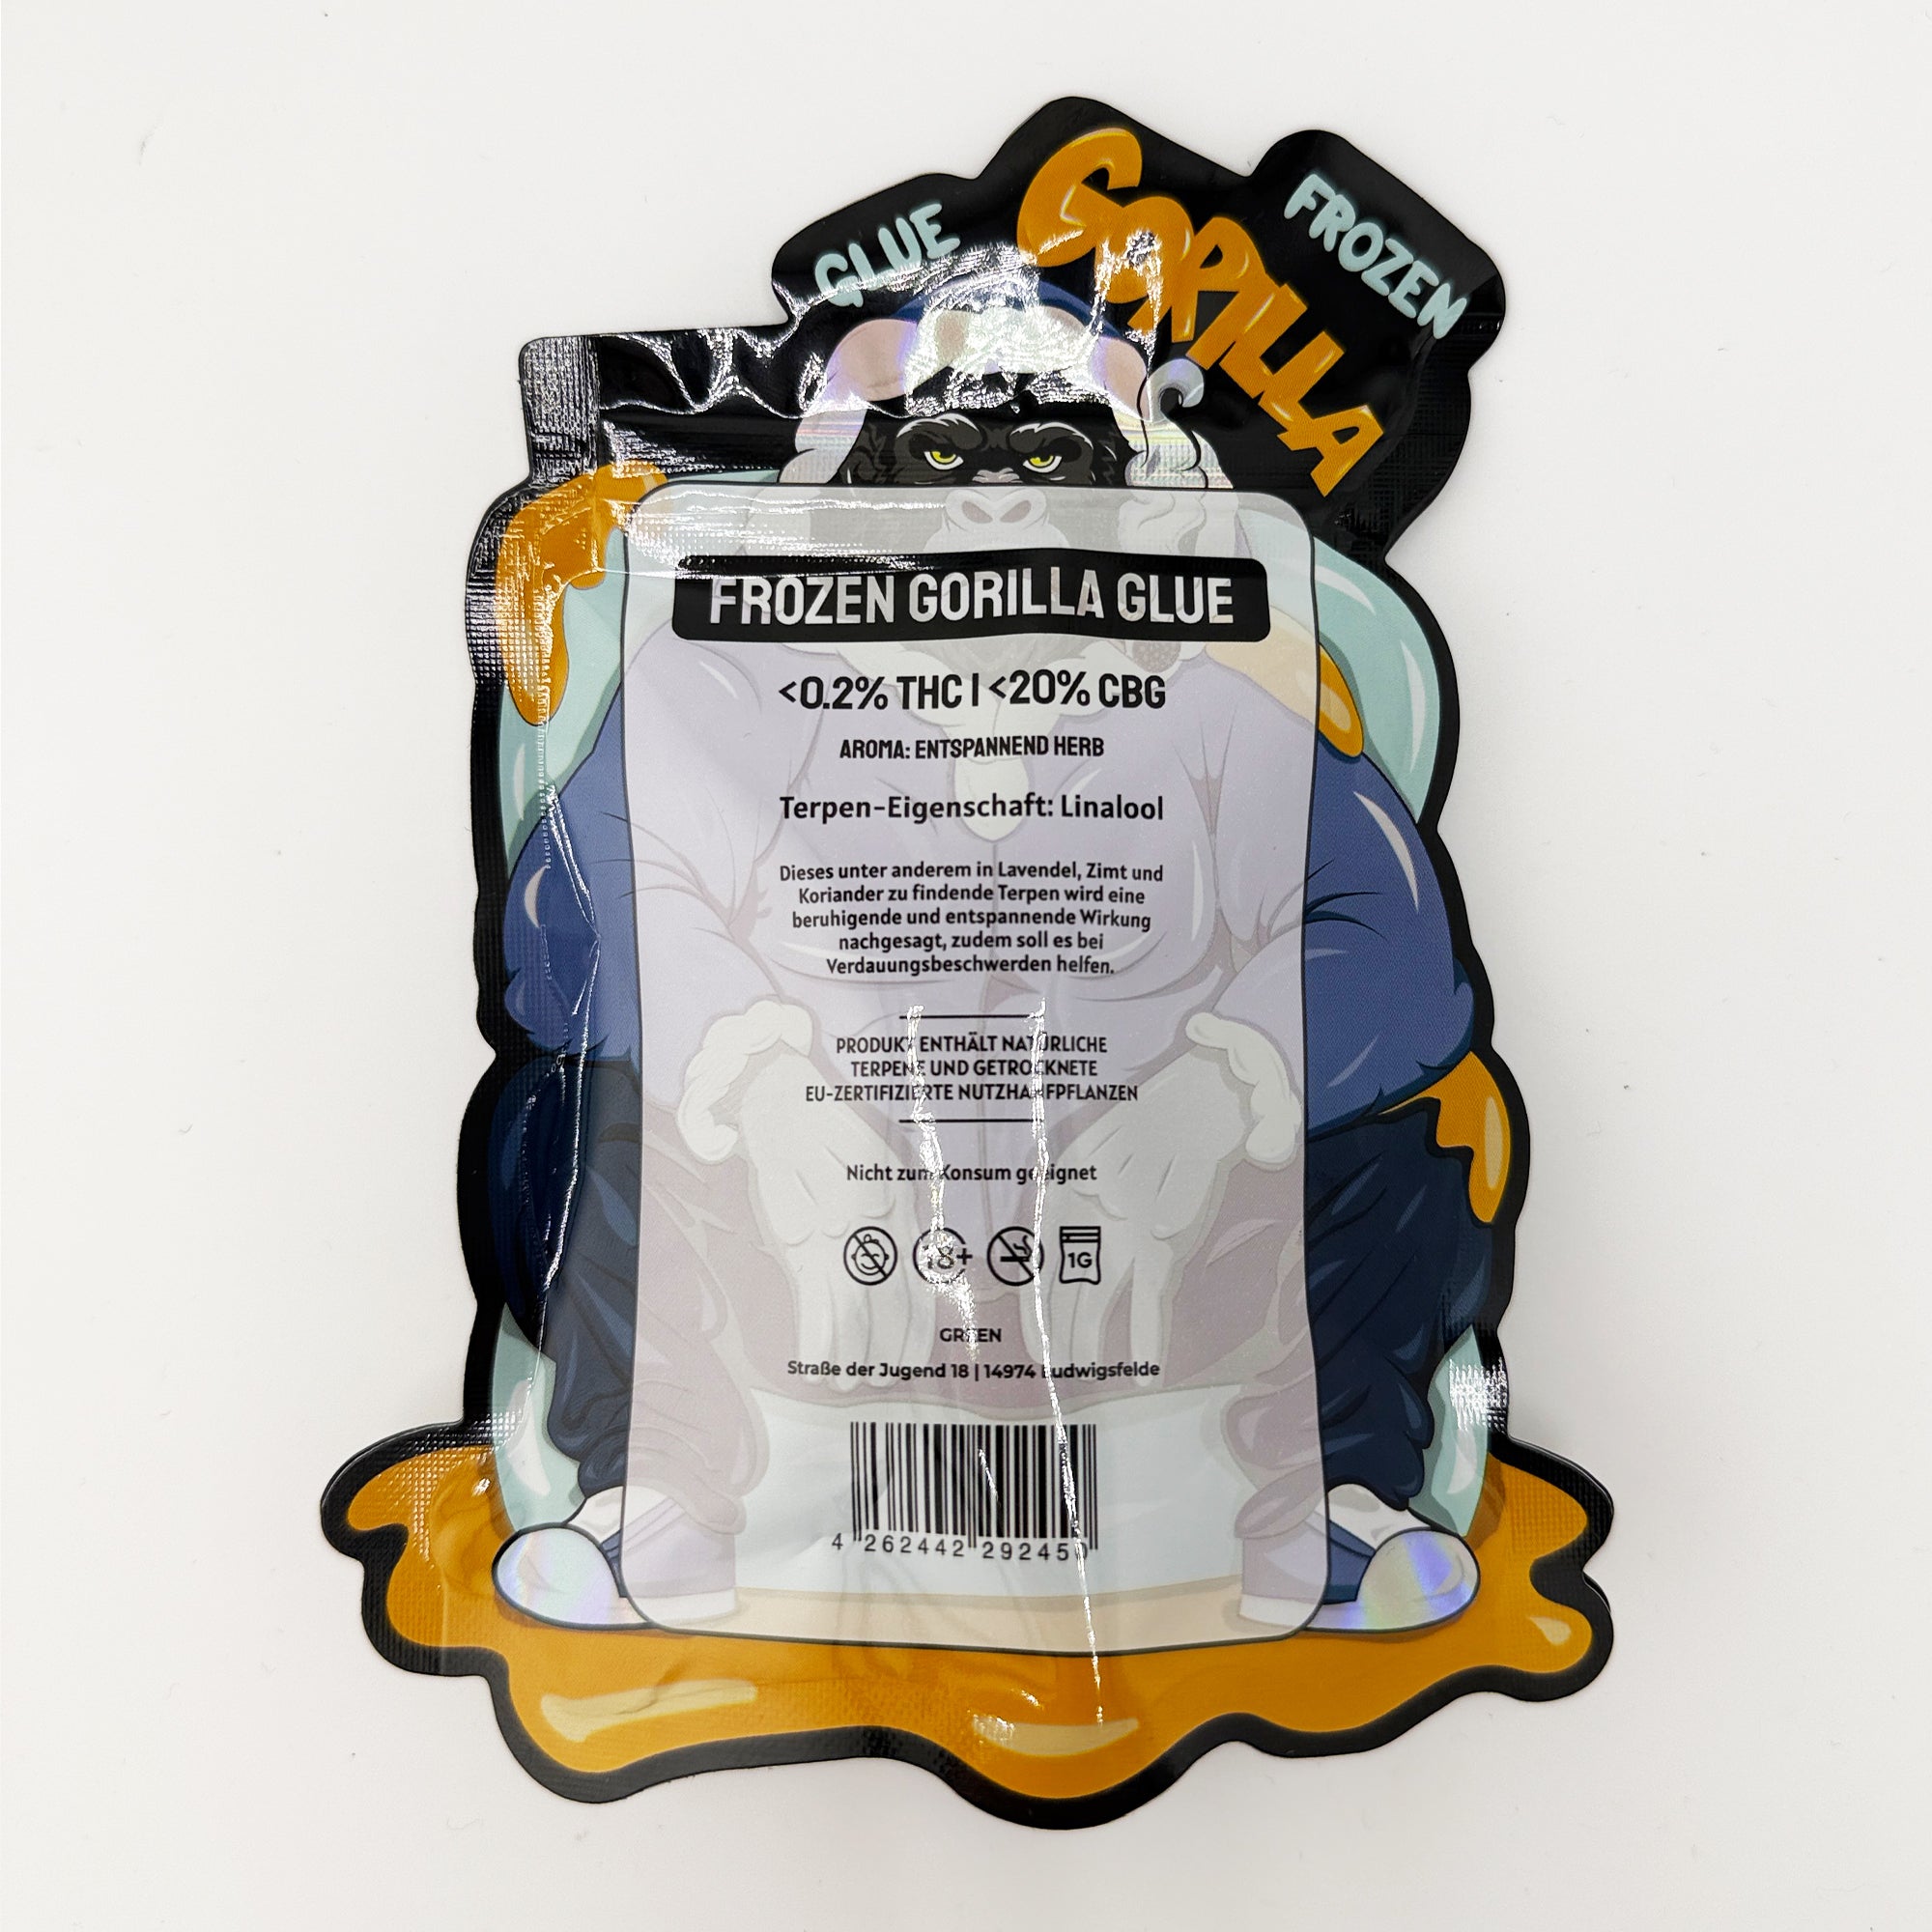 GLUE
GORILLA
FROZEN
FROZEN GORILLA GLUE
<0.2% THC | <20% CBG
AROMA: ENTSPANNEND HERB
Terpen-Eigenschaft: Linalool
Dieses unter anderem in Lavendel, Zimt und
Koriander zu findende Terpen wird eine
beruhigende und entspannende Wirkung
nachgesagt, zudem soll es bei
Verdauungsbeschwerden helfen.
PRODUKT ENTHÄLT NATÜRLICHE
TERPENE UND GETROCKNETE
EU-ZERTIFIZIERTE NUTZHANFPFLANZEN
Nicht zum Konsum geeignet
18+
1G
GREEN
Straße der Jugend 18 | 14974 Ludwigsfelde
4 262442 292450